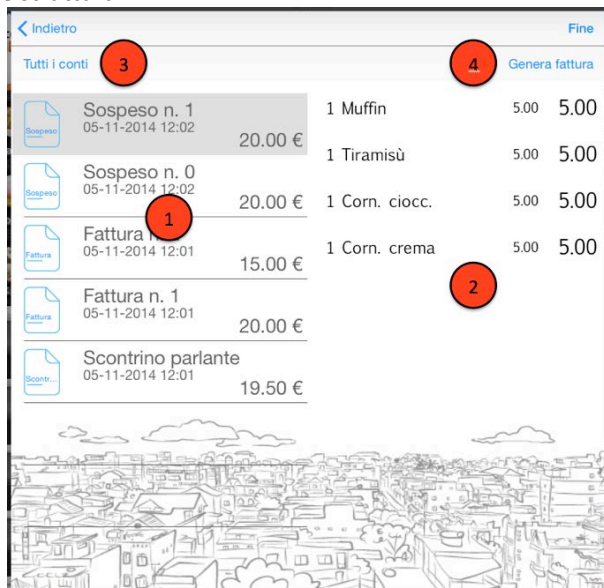 Indietro
Fine
Tutti i conti
3
4
Genera fattura
Sospeso
Sospeso n. 1
05-11-2014 12:02
20.00 €
Sospeso
Sospeso n. 0
05-11-2014 12:02
20.00 €
1
Fattura
Fattura
05-11-2014 12:01
15.00 €
Fattura
Fattura n. 1
05-11-2014 12:01
20.00 €
Scontr...
Scontrino parlante
05-11-2014 12:01
19.50 €
1 Muffin 5.00 5.00
1 Tiramisù 5.00 5.00
1 Corn. ciocc. 5.00 5.00
1 Corn. crema 5.00 5.00
2